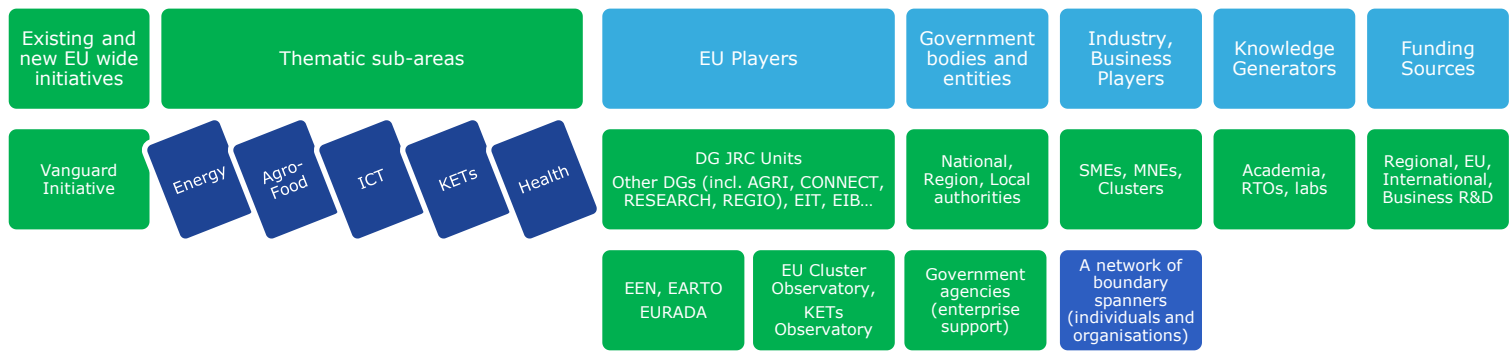 Existing and
new EU wide
initiatives
Thematic sub-areas
EU Players
Government
bodies and
entities
Industry,
Business
Players
Knowledge
Generators
Funding
Sources
Vanguard
Initiative
Energy
Agro-
Food
ICT
KETs
Health
DG JRC Units
Other DGs (incl. AGRI, CONNECT,
RESEARCH, REGIO), EIT, EIB…
National,
Region, Local
authorities
SMEs, MNEs,
Clusters
Academia,
RTOs, labs
Regional, EU,
International,
Business R&D
EEN, EARTO
EURADA
EU Cluster
Observatory,
KETs
Observatory
Government
agencies
(enterprise
support)
A network of
boundary
spanners
(individuals and
organisations)